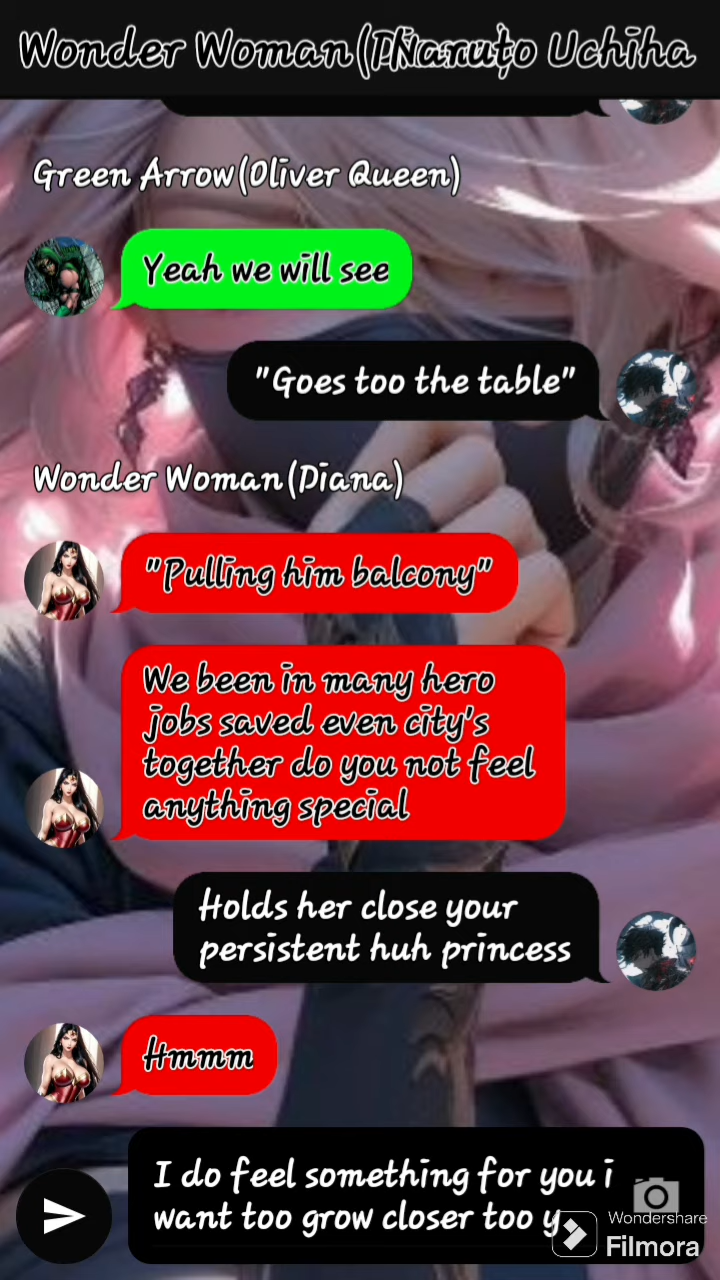 Wonder Woman(
Naruto Uchiha
Green Arrow(Oliver Queen)
Yeah we will see
"Goes too the table"
Wonder Woman(Diana)
"Pulling him balcony"
We been in many hero
jobs saved even city's
together do you not feel
anything special
Holds her close your
persistent huh princess
Hmmm
I do feel something for you i
want too grow closer too y
Wondershare
Filmora